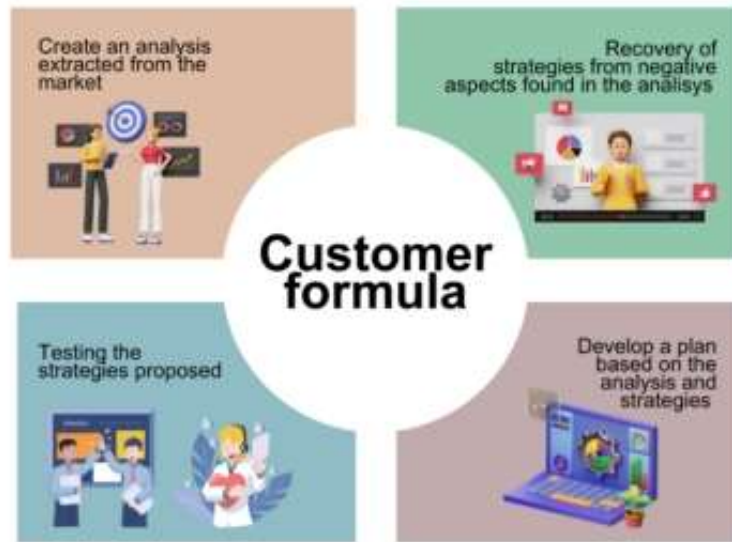 Create an analysis
extracted from the
market
Recovery of
strategies from negative
aspects found in the analisys
Customer
formula
Testing the
strategies proposed
Develop a plan
based on the
analysis and
strategies